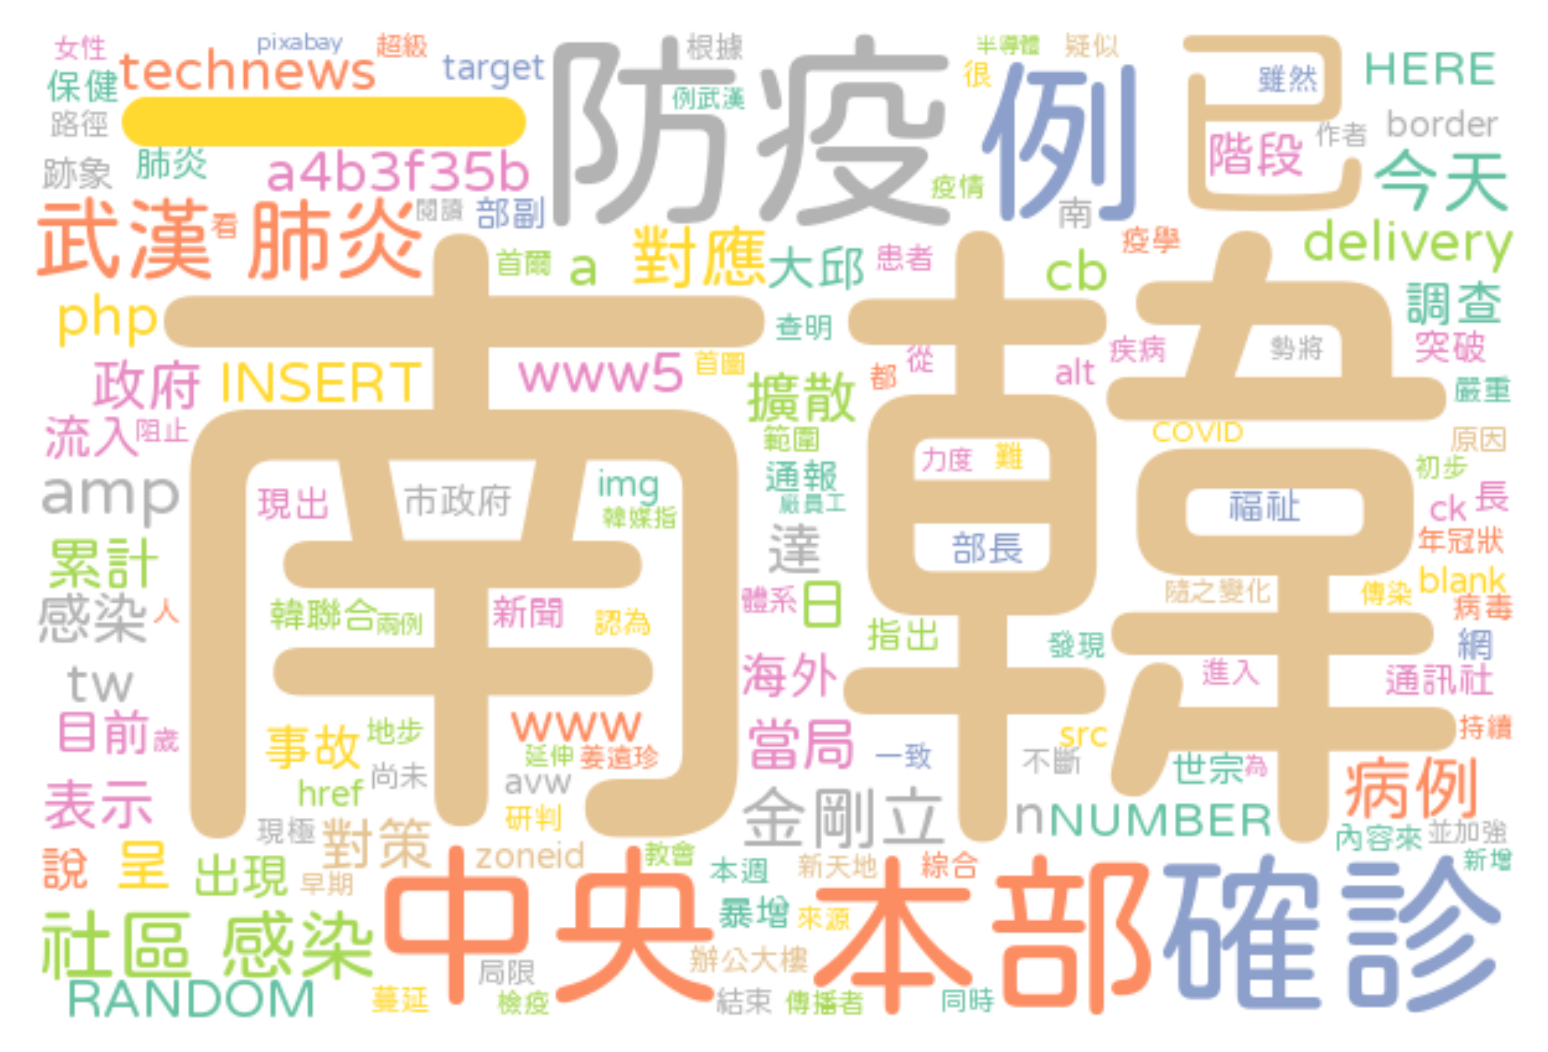 女性
pixabay
超級
technews
target
保健
路徑
一
跡象
肺炎
a4b3f35b
防疫
根據
例武漢
半導體
疑似
很
例
已
雖然
HERE
階段
作者
border
今天
武漢 肺炎
看
閱讀
部副
疫情
南
首爾
a
對應
大邱
患者
cb
疫學
delivery
php
南韓
查明
調查
政府
INSERT
www5
首圖
都
從
alt
疾病
勢將
突破
流入
阻止
擴散
範圍
嚴重
COVID
原因
amp
現出
市政府
img
韓媒指
通報
廠員工
力度
難
福祉
初步
ck
長
累計
達
部長
年冠狀
感染
人
韓聯合
兩例
新聞
認為
體系
日
指出
隨之變化
傳染
blank
病毒
tw
海外
發現
進入
網
通訊社
目前
歲
事故
地步
www
延伸
姜遠珍
當局
一致
src
不斷
世宗
為
持續
表示
href
尚未
avw
金剛立
n
NUMBER
病例
現極
對策
研判
內容來
並加強
說
呈
出現
早期
zoneid
教會
本週
新天地
綜合
新增
社區 感染
中央
暴增
來源
本部
確診
RANDOM
蔓延
局限
檢疫
辦公大樓
結束
傳播者
同時